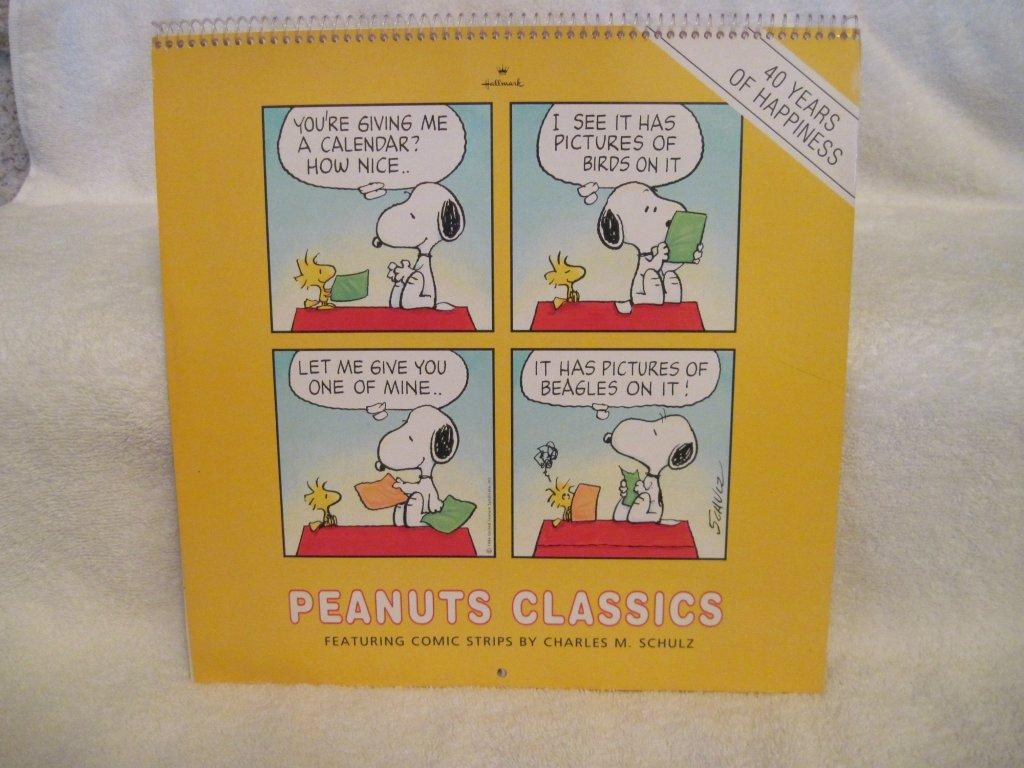 Hallmark
40 YEARS
OF HAPPINESS
YOU'RE GIVING ME
A CALENDAR?
HOW NICE..
I SEE IT HAS
PICTURES OF
BIRDS ON IT
LET ME GIVE YOU
ONE OF MINE..
IT HAS PICTURES OF
BEAGLES ON IT!
SCHULZ
PEANUTS CLASSICS
FEATURING COMIC STRIPS BY CHARLES M. SCHULZ